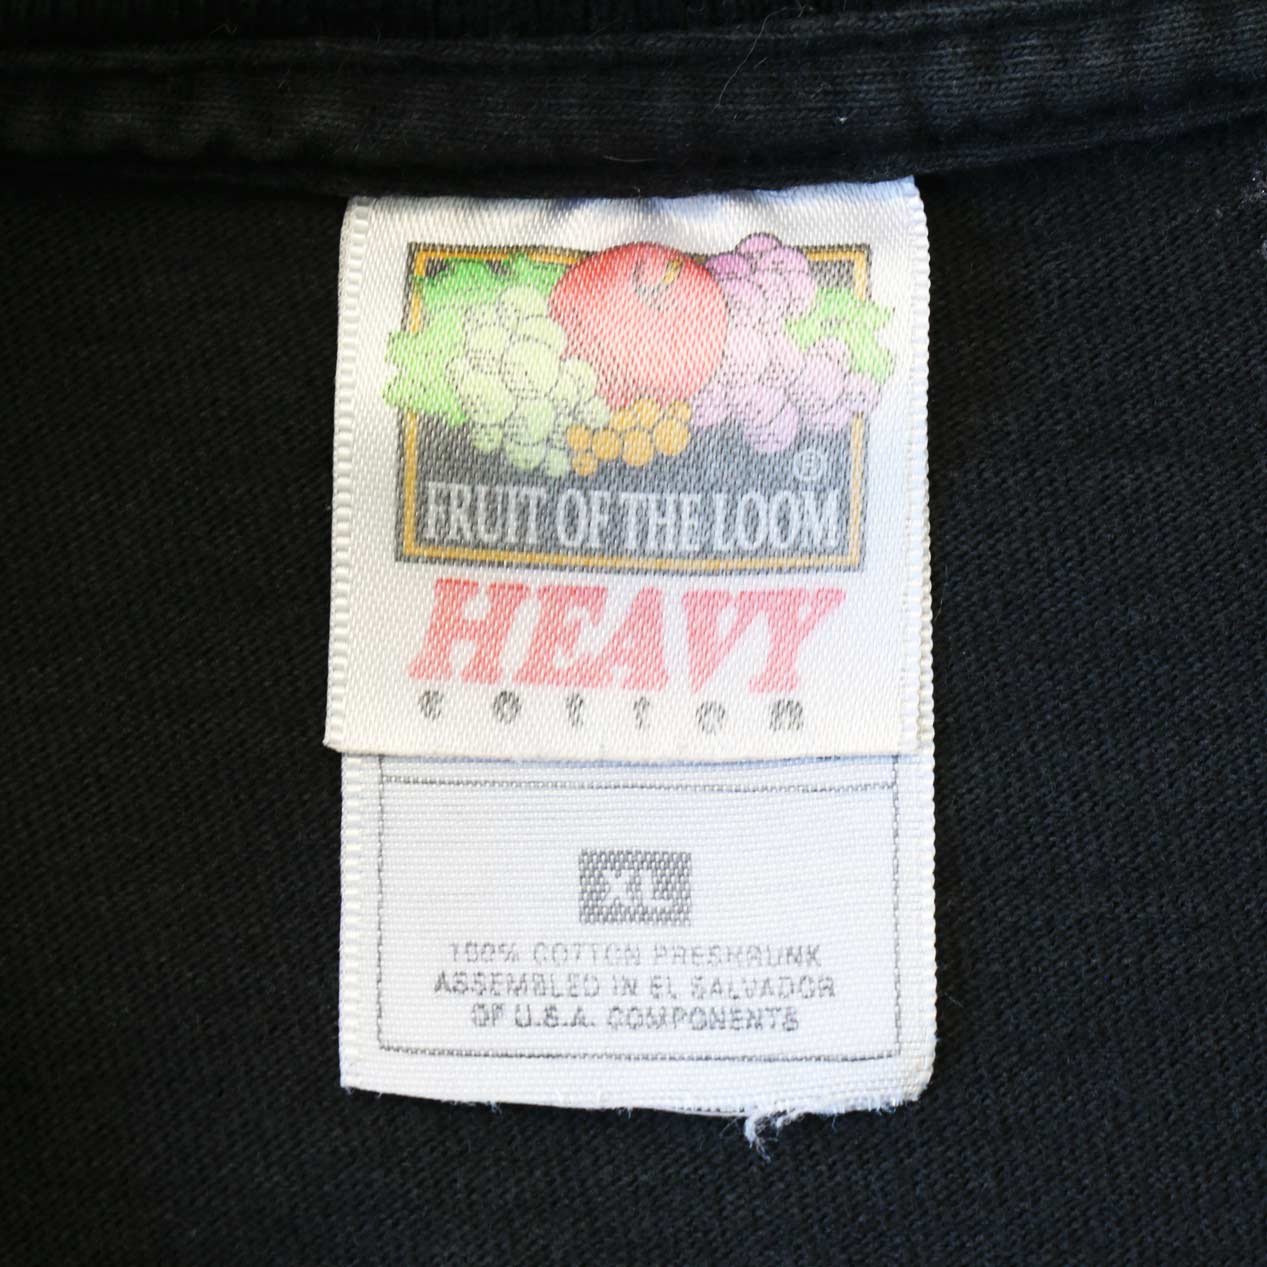 ®
FRUIT OF THE LOOM
HEAVY
cotton
XL
100% COTTON PRESHRUNK
ASSEMBLED IN EL SALVADOR
OF U.S.A. COMPONENTS